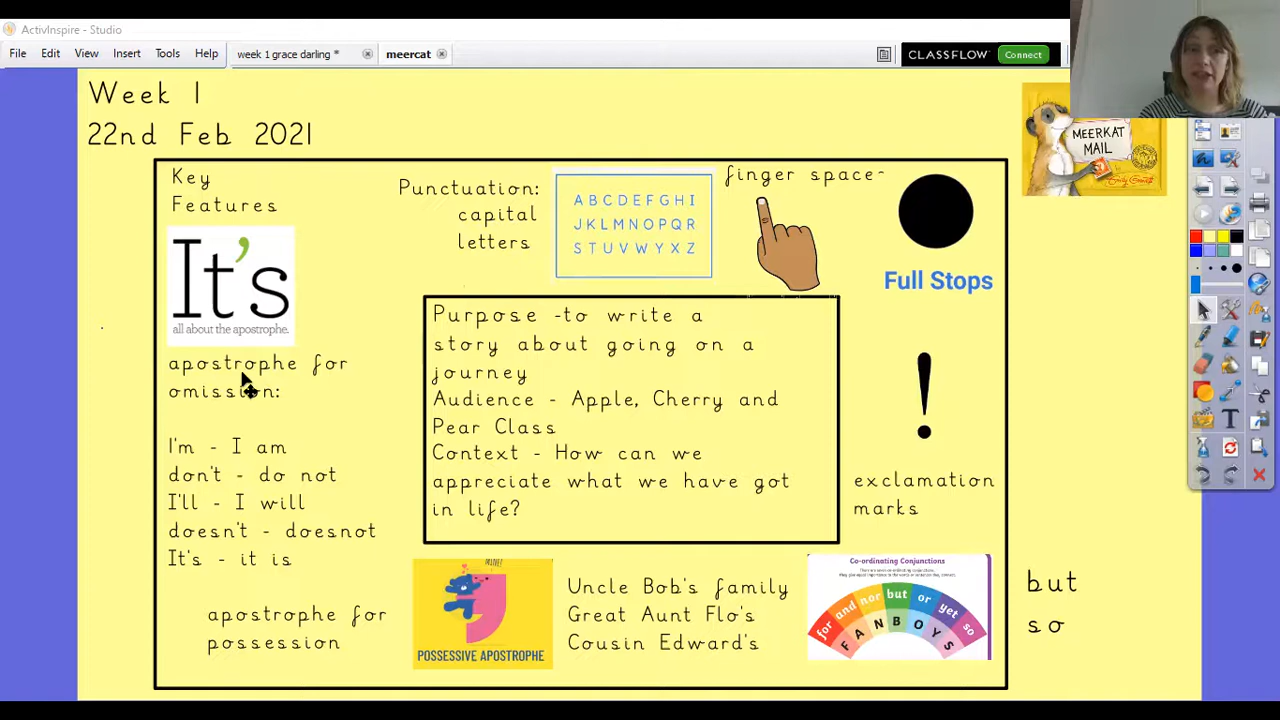 ActivInspire - Studio
File Edit View Insert Tools Help
week 1 grace darling *
meercat
CLASSFLOW
Connect
Week 1
22nd Feb 2021
MEERKAT
MAIL
Key
Features
It's
all about the apostrophe.
apostrophe for
omission:
I'm - I am
don't - do not
I'll - I will
doesn't - doesnot
It's - it is
apostrophe for
possession
Punctuation:
capital
letters
A B C D E F G H I
J K L M N O P Q R
S T U V W Y X Z
finger space
Full Stops
Purpose -to write a
story about going on a
journey
Audience - Apple, Cherry and
Pear Class
Context - How can we
appreciate what we have got
in life?
!
exclamation
marks
POSSESSIVE APOSTROPHE
Uncle Bob's family
Great Aunt Flo's
Cousin Edward's
Co-ordinating Conjunctions
for and nor but or yet so
F A N B O Y S
but
so